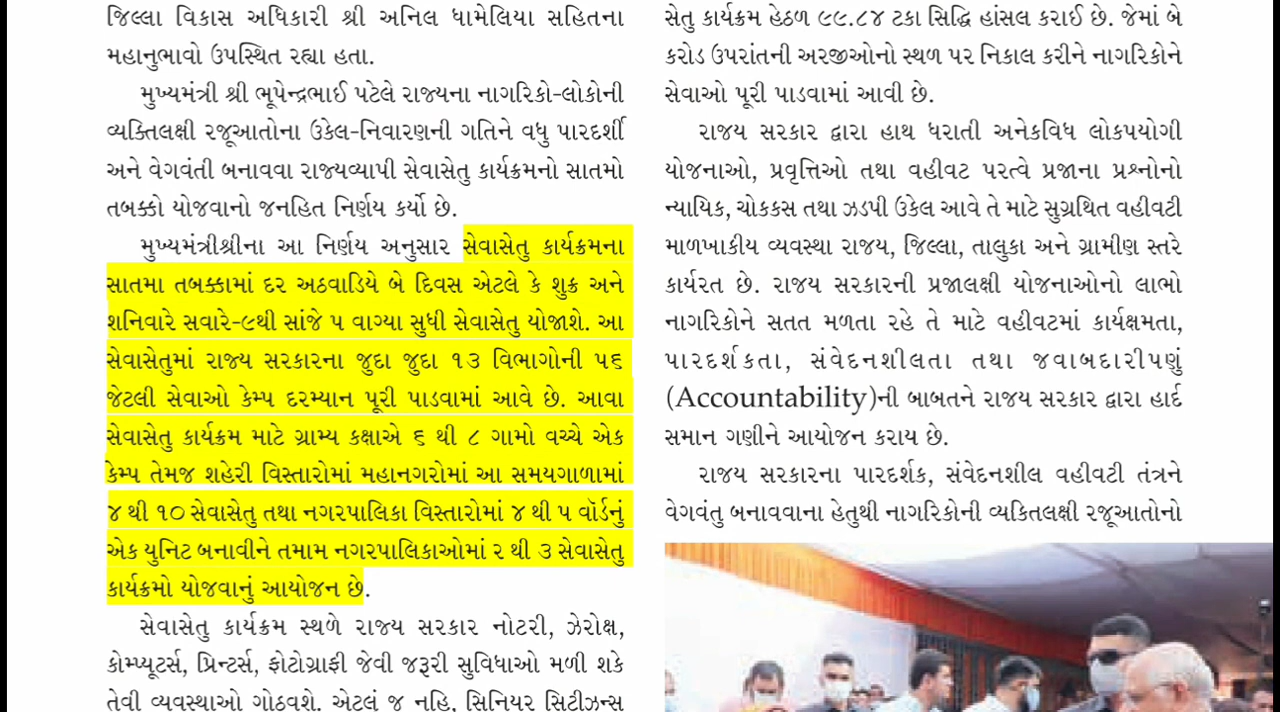 જિલ્લા વિકાસ અધિકારી શ્રી અનિલ ધામેલિયા સહિતના
મહાનુભાવો ઉપસ્થિત રહ્યા હતા.
મુખ્યમંત્રી શ્રી ભૂપેન્દ્રભાઈ પટેલે રાજ્યના નાગરિકો-લોકોની
વ્યક્તિલક્ષી રજૂઆતોના ઉકેલ-નિવારણની ગતિને વધુ પારદર્શી
અને વેગવંતી બનાવવા રાજ્યવ્યાપી સેવાસેતુ કાર્યક્રમનો સાતમો
તબક્કો યોજવાનો જનહિત નિર્ણય કર્યો છે.
મુખ્યમંત્રીશ્રીના આ નિર્ણય અનુસાર સેવાસેતુ કાર્યક્રમના
સાતમા તબક્કામાં દર અઠવાડિયે બે દિવસ એટલે કે શુક્ર અને
શનિવારે સવારે-૯થી સાંજે ૫ વાગ્યા સુધી સેવાસેતુ યોજાશે. આ
સેવાસેતુમાં રાજ્ય સરકારના જુદા જુદા ૧૩ વિભાગોની ૫૬
જેટલી સેવાઓ કેમ્પ દરમ્યાન પૂરી પાડવામાં આવે છે. આવા
સેવાસેતુ કાર્યક્રમ માટે ગ્રામ્ય કક્ષાએ ૬ થી ૮ ગામો વચ્ચે એક
કેમ્પ તેમજ શહેરી વિસ્તારોમાં મહાનગરોમાં આ સમયગાળામાં
૪ થી ૧૦ સેવાસેતુ તથા નગરપાલિકા વિસ્તારોમાં ૪ થી ૫ વૉર્ડનું
એક યુનિટ બનાવીને તમામ નગરપાલિકાઓમાં ૨ થી ૩ સેવાસેતુ
કાર્યક્રમો યોજવાનું આયોજન છે.
સેવાસેતુ કાર્યક્રમ સ્થળે રાજ્ય સરકાર નોટરી, ઝેરોક્ષ,
કોમ્પ્યૂટર્સ, પ્રિન્ટર્સ, ફોટોગ્રાફી જેવી જરૂરી સુવિધાઓ મળી શકે
તેવી વ્યવસ્થાઓ ગોઠવશે. એટલું જ નહિ, સિનિયર સિટીઝન્સ
સેતુ કાર્યક્રમ હેઠળ ૯૯.૮૪ ટકા સિદ્ધિ હાંસલ કરાઈ છે. જેમાં બે
કરોડ ઉપરાંતની અરજીઓનો સ્થળ પર નિકાલ કરીને નાગરિકોને
સેવાઓ પૂરી પાડવામાં આવી છે.
રાજ્ય સરકાર દ્વારા હાથ ધરાતી અનેકવિધ લોકપયોગી
યોજનાઓ, પ્રવૃત્તિઓ તથા વહીવટ પરત્વે પ્રજાના પ્રશ્નોનો
ન્યાયિક, ચોકકસ તથા ઝડપી ઉકેલ આવે તે માટે સુગ્રથિત વહીવટી
માળખાકીય વ્યવસ્થા રાજ્ય, જિલ્લા, તાલુકા અને ગ્રામીણ સ્તરે
કાર્યરત છે. રાજ્ય સરકારની પ્રજાલક્ષી યોજનાઓનો લાભો
નાગરિકોને સતત મળતા રહે તે માટે વહીવટમાં કાર્યક્ષમતા,
પારદર્શકતા, સંવેદનશીલતા તથા જવાબદારીપણું
(Accountability)ની બાબતને રાજ્ય સરકાર દ્વારા હાર્દ
સમાન ગણીને આયોજન કરાય છે.
રાજ્ય સરકારના પારદર્શક, સંવેદનશીલ વહીવટી તંત્રને
વેગવંતુ બનાવવાના હેતુથી નાગરિકોની વ્યકિતલક્ષી રજૂઆતોનો